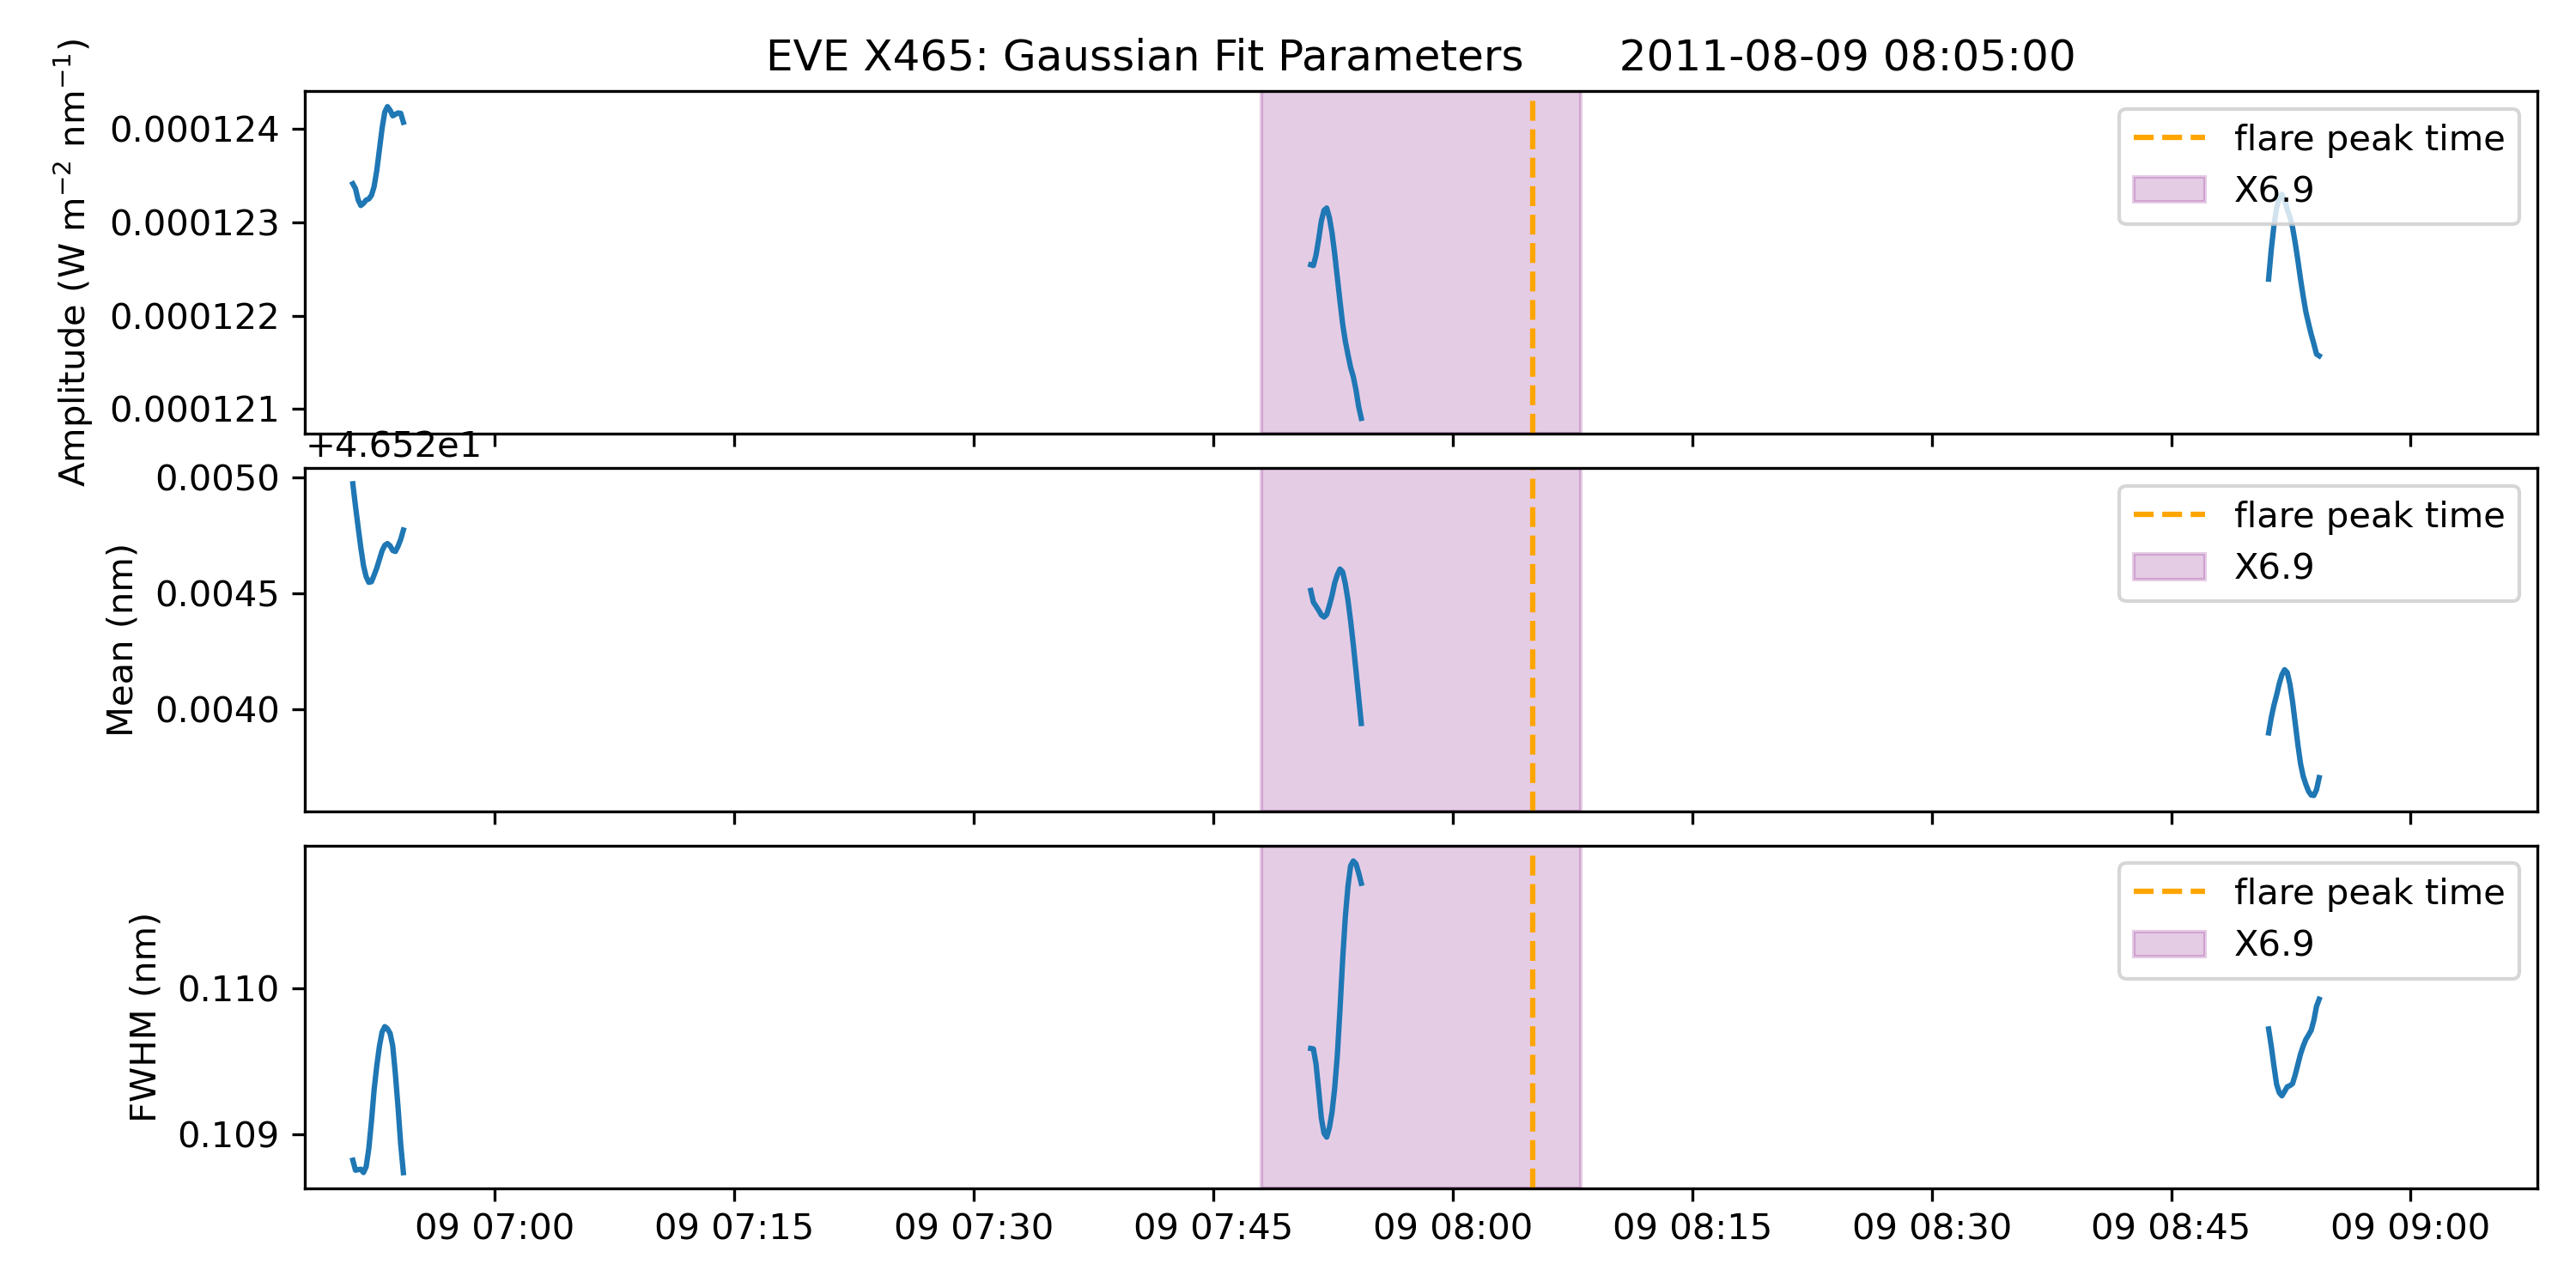 EVE X465: Gaussian Fit Parameters 2011-08-09 08:05:00
Amplitude (W m⁻² nm⁻¹)
0.000124
0.000123
0.000122
0.000121
flare peak time
X6.9
+4.652e1
Mean (nm)
0.0050
0.0045
0.0040
flare peak time
X6.9
FWHM (nm)
0.110
0.109
flare peak time
X6.9
09 07:00 09 07:15 09 07:30 09 07:45 09 08:00 09 08:15 09 08:30 09 08:45 09 09:00